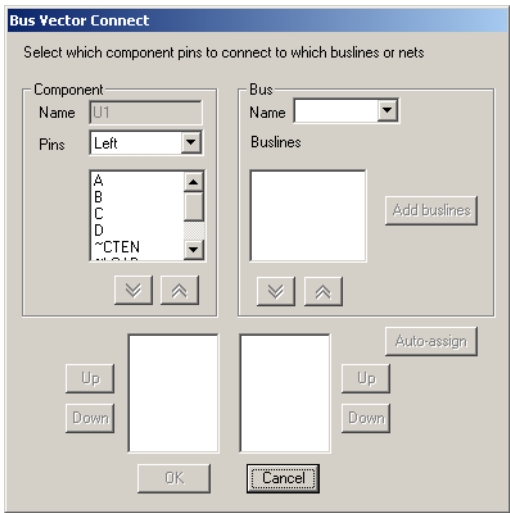 Bus Vector Connect
Select which component pins to connect to which buslines or nets
Component
Name U1
Pins Left
A
B
C
D
~CTEN
Bus
Name
Buslines
Add buslines
Auto-assign
Up
Down
Up
Down
OK
Cancel